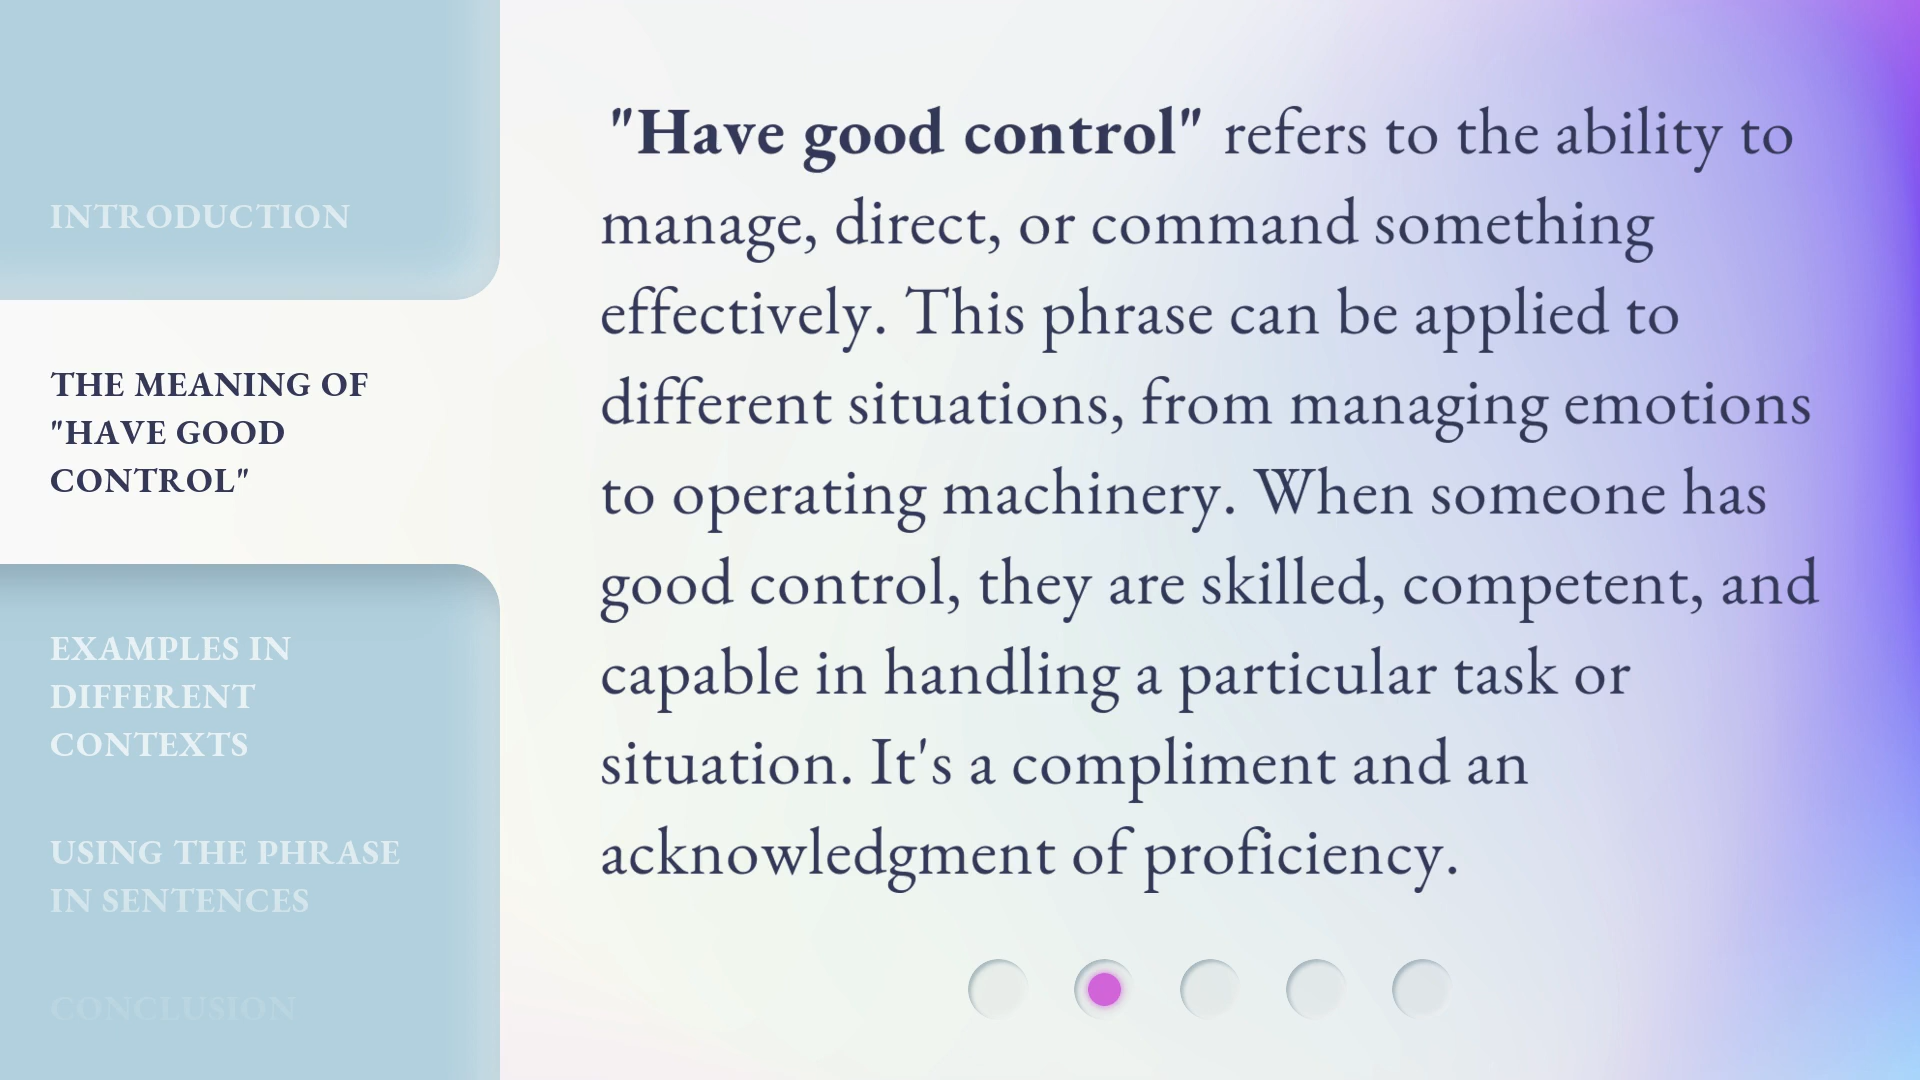 INTRODUCTION
THE MEANING OF
"HAVE GOOD
CONTROL"
EXAMPLES IN
DIFFERENT
CONTEXTS
USING THE PHRASE
IN SENTENCES
CONCLUSION
"Have good control" refers to the ability to
manage, direct, or command something
effectively. This phrase can be applied to
different situations, from managing emotions
to operating machinery. When someone has
good control, they are skilled, competent, and
capable in handling a particular task or
situation. It's a compliment and an
acknowledgment of proficiency.